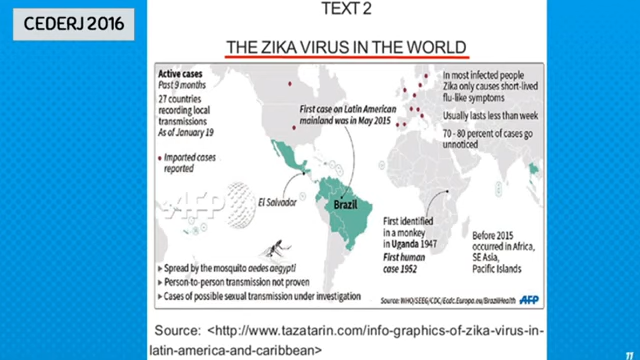 CEDERJ 2016
TEXT 2
THE ZIKA VIRUS IN THE WORLD
Active cases
Past 9 months
27 countries
recording local
transmissions
As of January 19
Imported cases
reported
First case on Latin American
mainland was in May 2015
In most infected people
Zika only causes short-lived
flu-like symptoms
Usually lasts less than week
70 - 80 percent of cases go
unnoticed
AFP
El Salvador
Brazil
First identified
in a monkey
in Uganda 1947
First human
case 1952
Before 2015
occurred in Africa,
SE Asia,
Pacific Islands
Spread by the mosquito aedes aegypti
Person-to-person transmission not proven
Cases of possible sexual transmission under investigation
Source: WHO/SEEG/CDC/Ecdc.Europa.eu/BrazilHealth
AFP
Source: <http://www.tazatarin.com/info-graphics-of-zika-virus-in-
latin-america-and-caribbean>